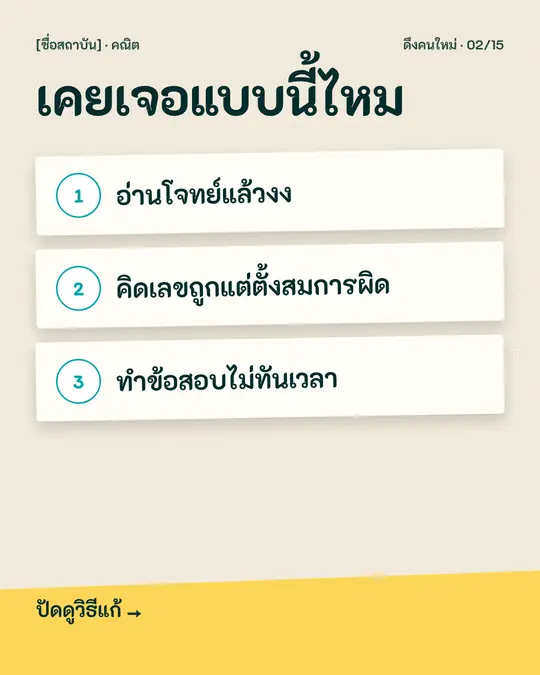 [ชื่อสถาบัน] · คณิต
ดึงคนใหม่ · 02/15
เคยเจอแบบนี้ไหม
1 อ่านโจทย์แล้วงง
2 คิดเลขถูกแต่ตั้งสมการผิด
3 ทำข้อสอบไม่ทันเวลา
ปัดดูวิธีแก้ →